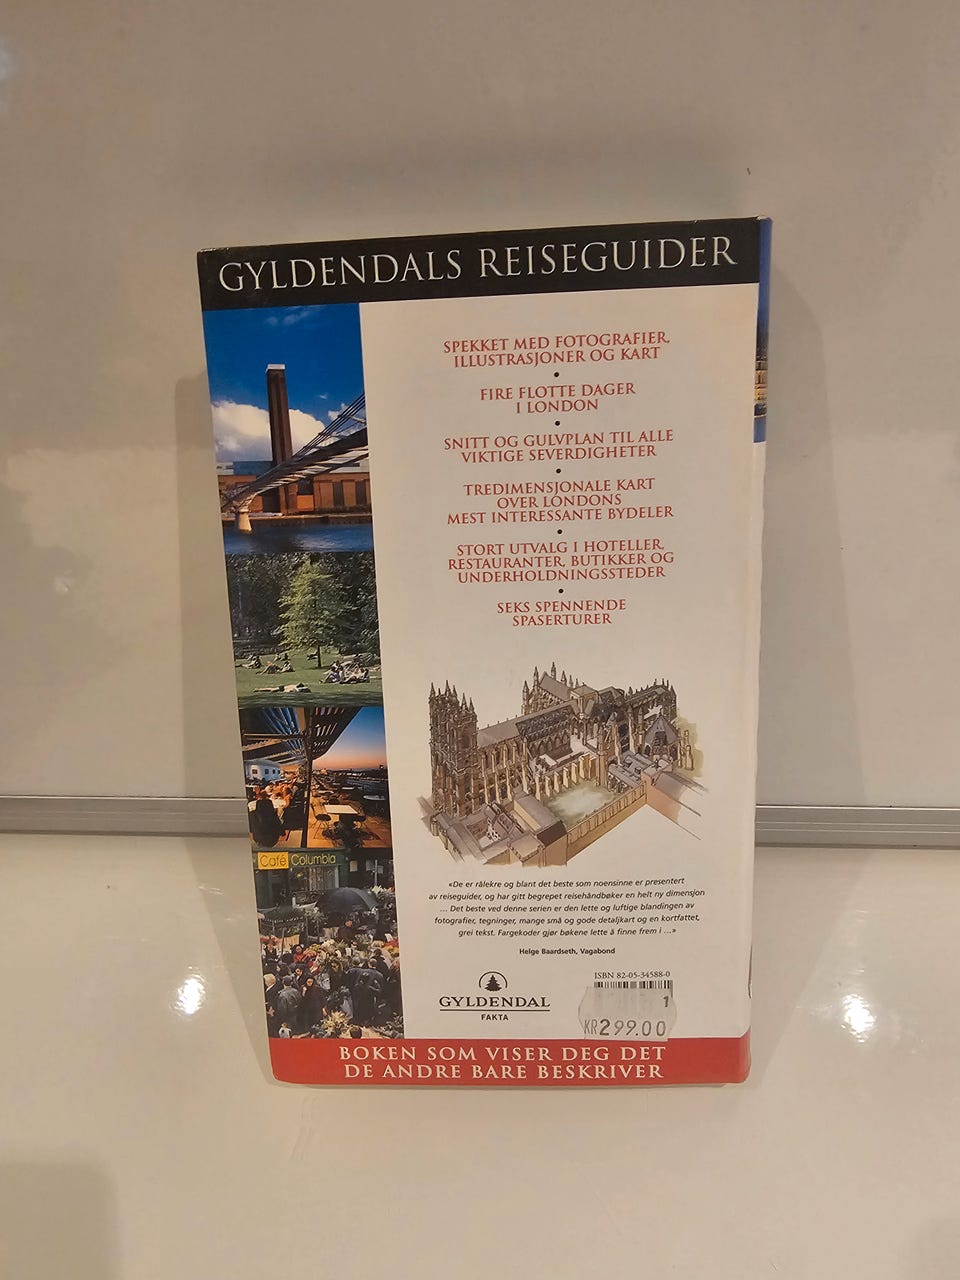 GYLDENDALS REISEGUIDER
SPEKKET MED FOTOGRAFIER,
ILLUSTRASJONER OG KART
•
FIRE FLOTTE DAGER
I LONDON
•
SNITT OG GULVPLAN TIL ALLE
VIKTIGE SEVERDIGHETER
•
TREDIMENSJONALE KART
OVER LONDONS
MEST INTERESSANTE BYDELER
•
STORT UTVALG I HOTELLER,
RESTAURANTER, BUTIKKER OG
UNDERHOLDNINGSSTEDER
•
SEKS SPENNENDE
SPASERTURER
Café Columbia
«De er rålekre og blant det beste som noensinne er presentert
av reiseguider, og har gitt begrepet reisehåndbøker en helt ny dimensjon
... Det beste ved denne serien er den lette og luftige blandingen av
fotografier, tegninger, mange små og gode detaljkart og en kortfattet,
grei tekst. Fargekoder gjør bøkene lette å finne frem i ...»
Helge Baardseth, Vagabond
ISBN 82-05-34588-0
1
KR299.00
GYLDENDAL
FAKTA
BOKEN SOM VISER DEG DET
DE ANDRE BARE BESKRIVER